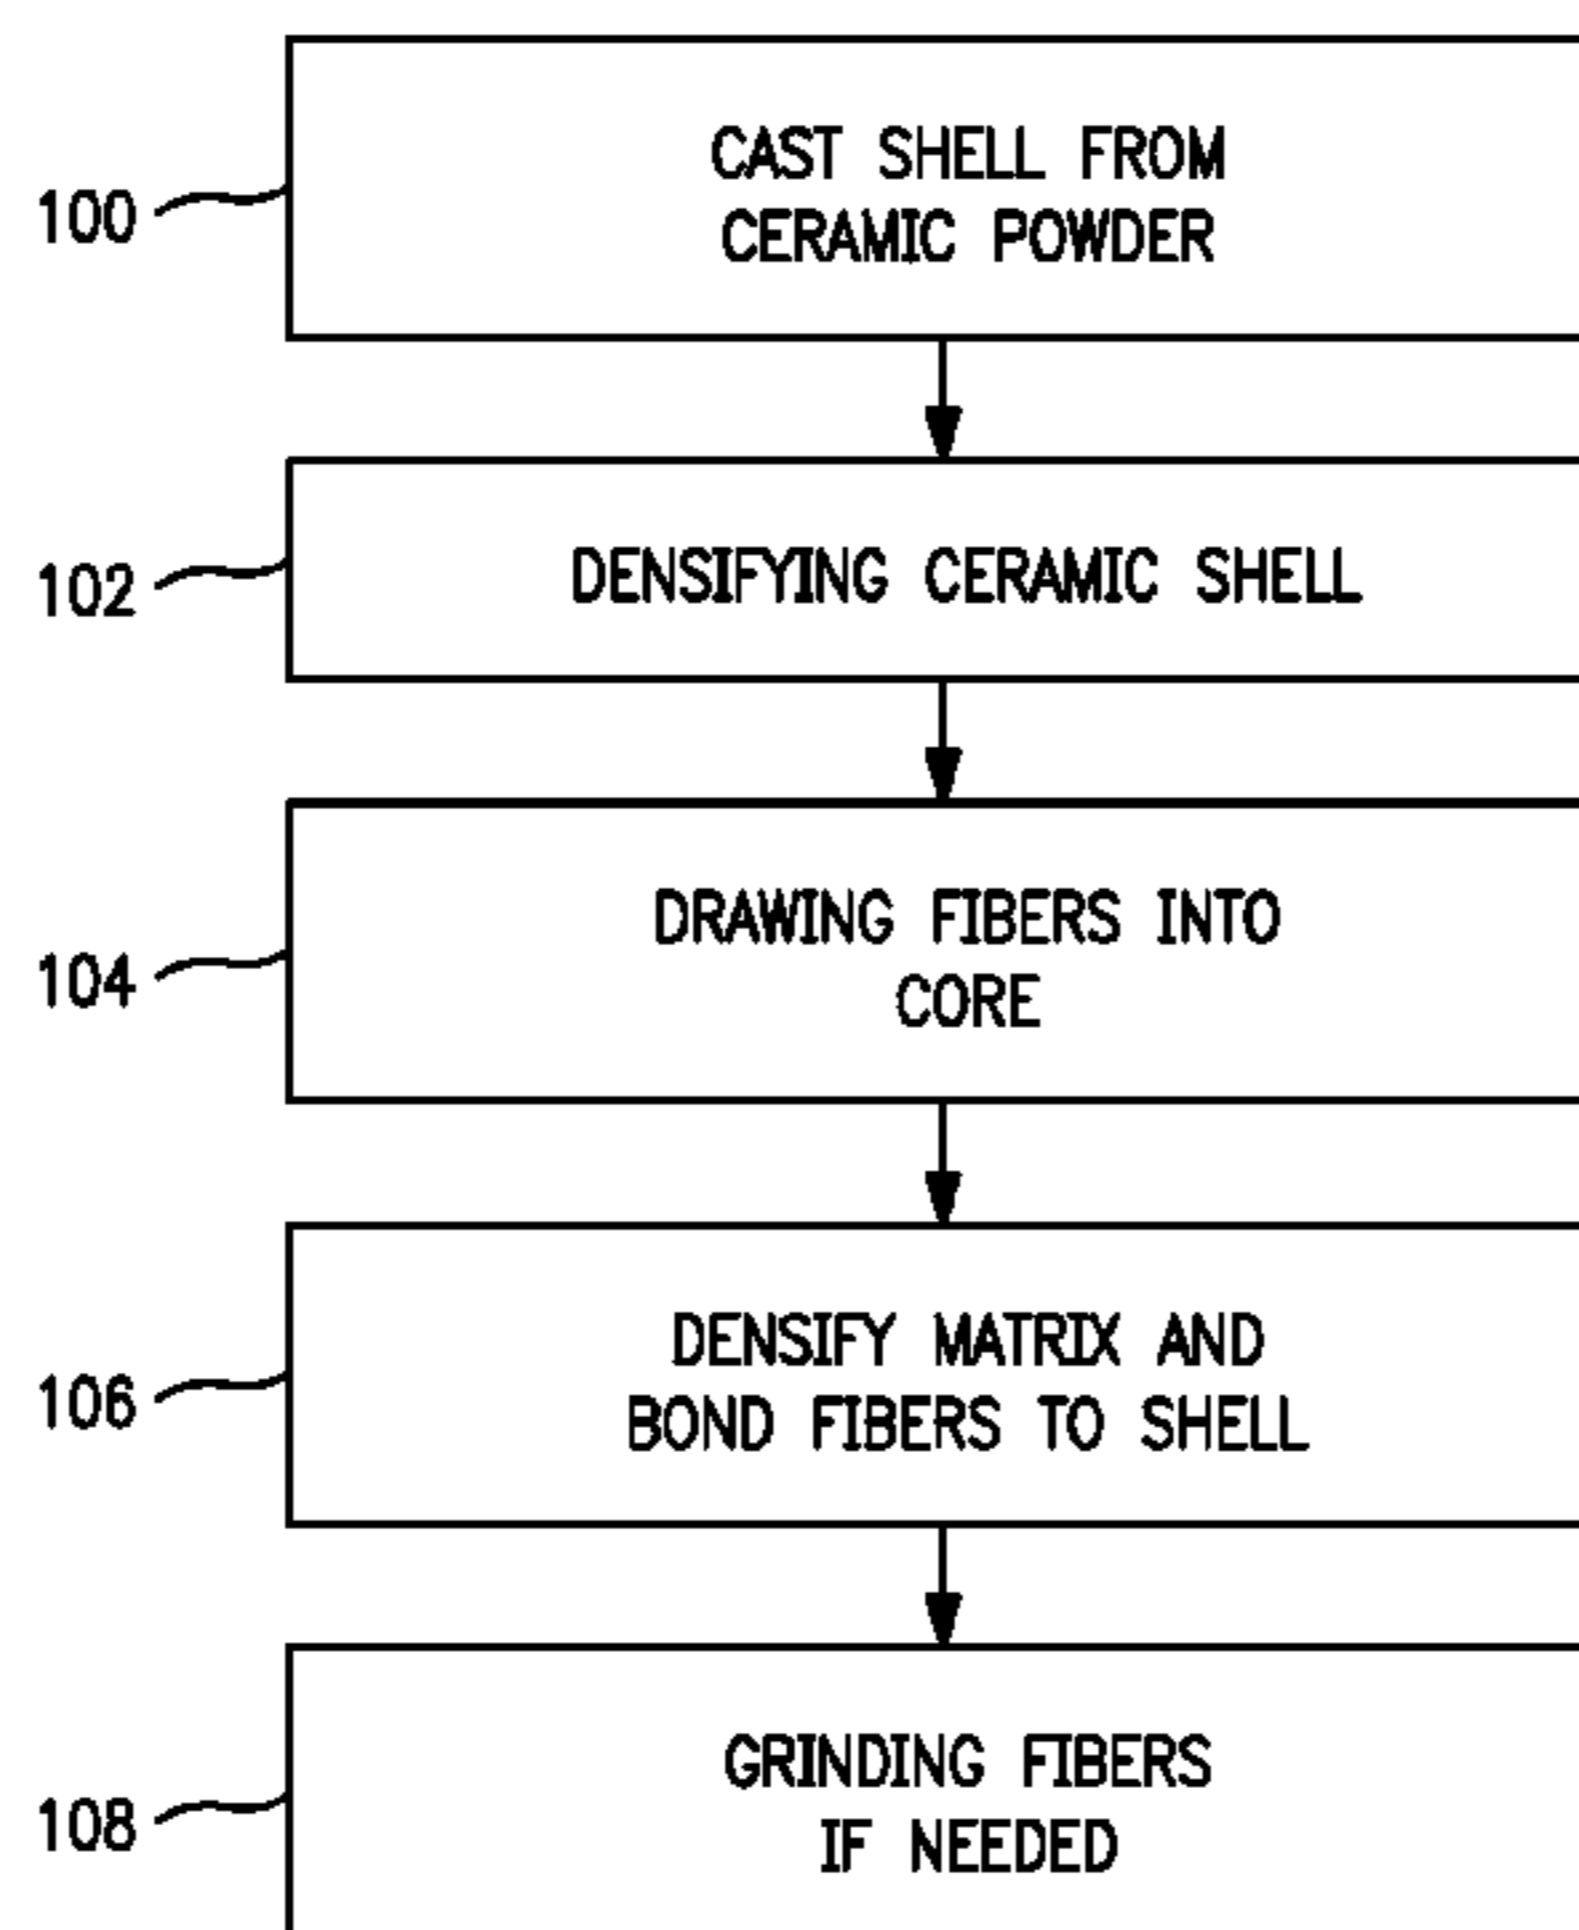 100
CAST SHELL FROM
CERAMIC POWDER
102
DENSIFYING CERAMIC SHELL
104
DRAWING FIBERS INTO
CORE
106
DENSIFY MATRIX AND
BOND FIBERS TO SHELL
108
GRINDING FIBERS
IF NEEDED